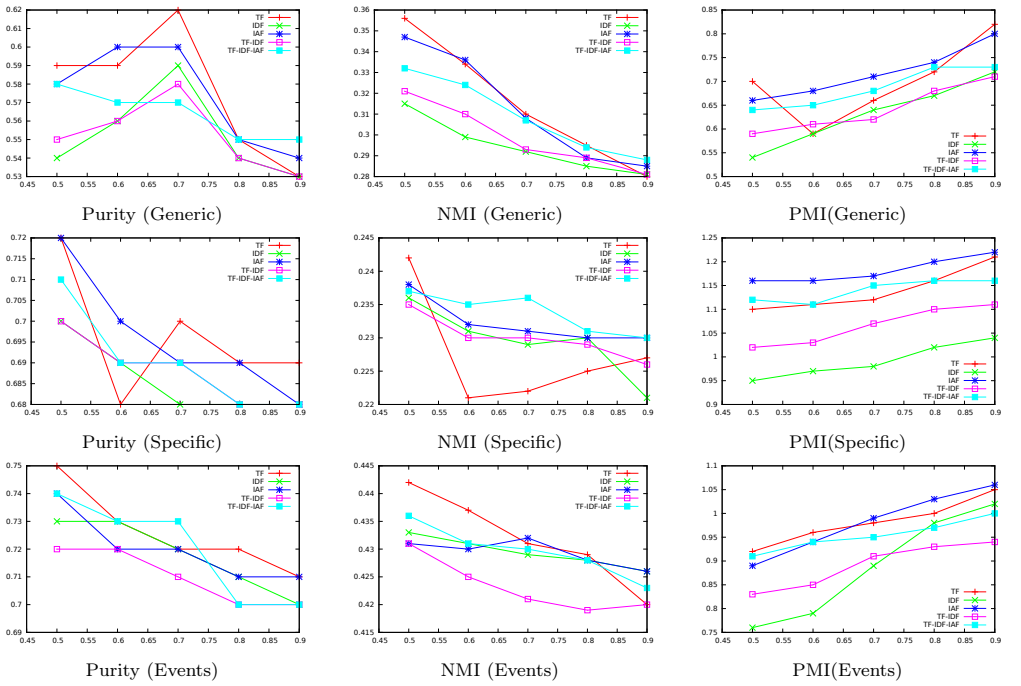 0.62
0.61
0.6
0.59
0.58
0.57
0.56
0.55
0.54
0.53
0.45 0.5 0.55 0.6 0.65 0.7 0.75 0.8 0.85 0.9
TF
IDF
IAF
TF-IDF
TF-IDF-IAF
Purity (Generic)
0.36
0.35
0.34
0.33
0.32
0.31
0.3
0.29
0.28
0.45 0.5 0.55 0.6 0.65 0.7 0.75 0.8 0.85 0.9
TF
IDF
IAF
TF-IDF
TF-IDF-IAF
NMI (Generic)
0.85
0.8
0.75
0.7
0.65
0.6
0.55
0.5
0.45 0.5 0.55 0.6 0.65 0.7 0.75 0.8 0.85 0.9
TF
IDF
IAF
TF-IDF
TF-IDF-IAF
PMI(Generic)
0.72
0.715
0.71
0.705
0.7
0.695
0.69
0.685
0.68
0.45 0.5 0.55 0.6 0.65 0.7 0.75 0.8 0.85 0.9
TF
IDF
IAF
TF-IDF
TF-IDF-IAF
Purity (Specific)
0.245
0.24
0.235
0.23
0.225
0.22
0.45 0.5 0.55 0.6 0.65 0.7 0.75 0.8 0.85 0.9
TF
IDF
IAF
TF-IDF
TF-IDF-IAF
NMI (Specific)
1.25
1.2
1.15
1.1
1.05
1
0.95
0.9
0.45 0.5 0.55 0.6 0.65 0.7 0.75 0.8 0.85 0.9
TF
IDF
IAF
TF-IDF
TF-IDF-IAF
PMI(Specific)
0.75
0.74
0.73
0.72
0.71
0.7
0.69
0.45 0.5 0.55 0.6 0.65 0.7 0.75 0.8 0.85 0.9
TF
IDF
IAF
TF-IDF
TF-IDF-IAF
Purity (Events)
0.445
0.44
0.435
0.43
0.425
0.42
0.415
0.45 0.5 0.55 0.6 0.65 0.7 0.75 0.8 0.85 0.9
TF
IDF
IAF
TF-IDF
TF-IDF-IAF
NMI (Events)
1.1
1.05
1
0.95
0.9
0.85
0.8
0.75
0.45 0.5 0.55 0.6 0.65 0.7 0.75 0.8 0.85 0.9
TF
IDF
IAF
TF-IDF
TF-IDF-IAF
PMI(Events)